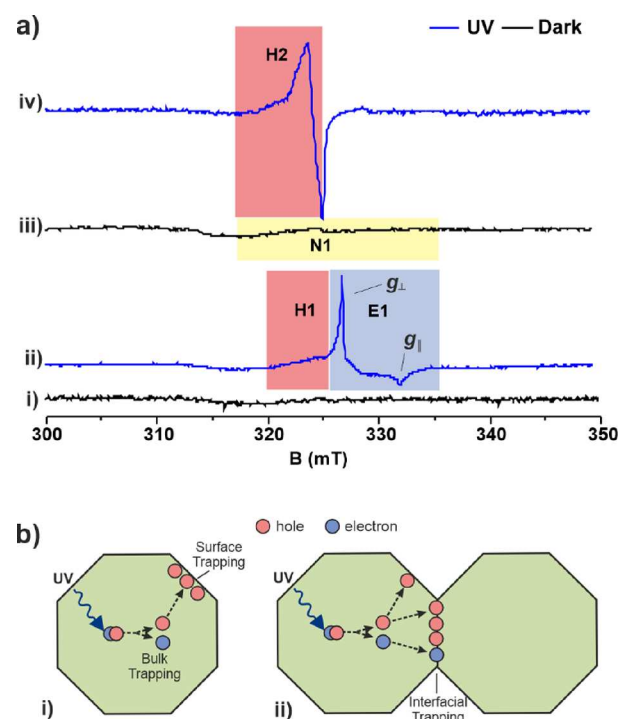 a)
UV Dark
H2
iv)
iii)
N1
g⊥
H1 E1
g∥
ii)
i)
300 310 320 330 340 350
B (mT)
b)
hole electron
Surface
Trapping
UV
Bulk
Trapping
i)
UV
Interfacial
Trapping
ii)